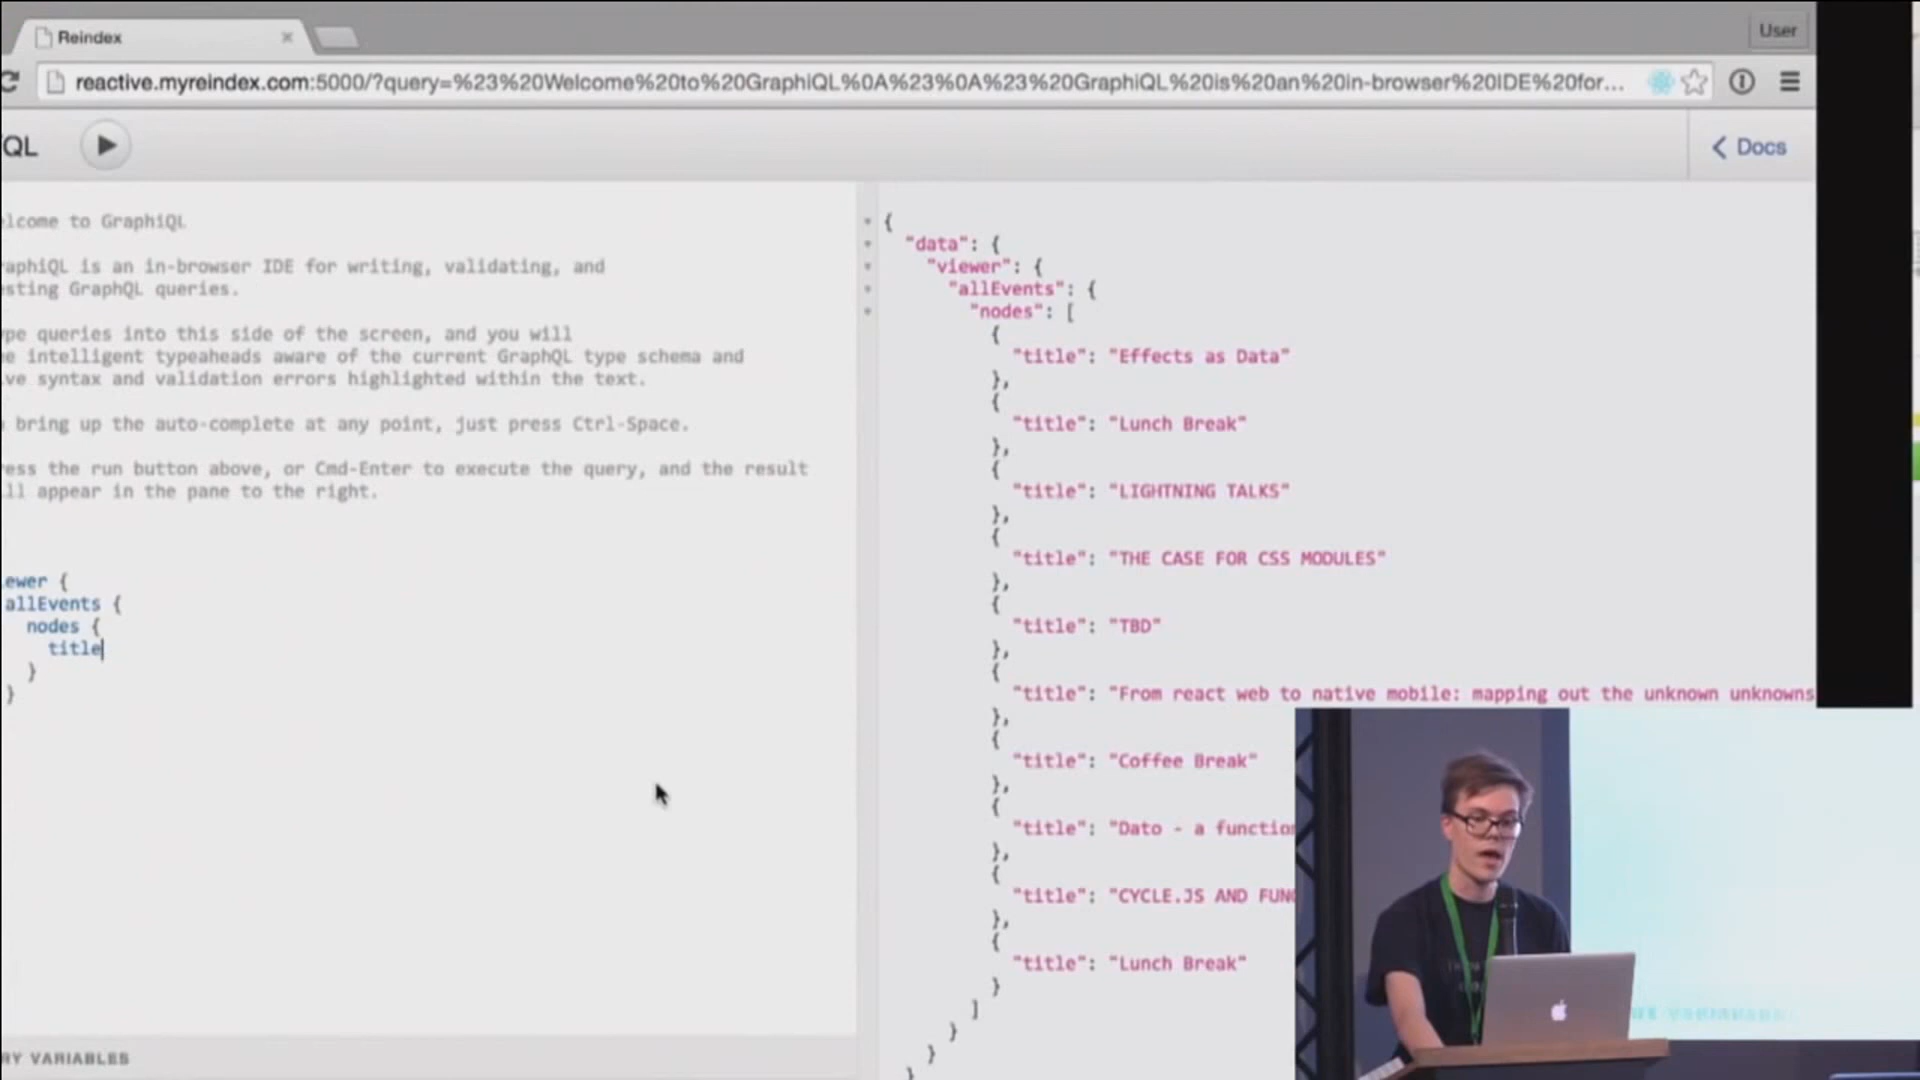 Reindex
User
reactive.myreindex.com:5000/?query=%23%20Welcome%20to%20GraphiQL%0A%23%0A%23%20GraphiQL%20is%20an%20in-browser%20IDE%20for...
QL
Docs
lcome to GraphiQL
aphiQL is an in-browser IDE for writing, validating, and
sting GraphQL queries.
pe queries into this side of the screen, and you will
e intelligent typeaheads aware of the current GraphQL type schema and
ve syntax and validation errors highlighted within the text.
bring up the auto-complete at any point, just press Ctrl-Space.
ess the run button above, or Cmd-Enter to execute the query, and the result
ll appear in the pane to the right.
ewer {
allEvents {
nodes {
title
}
}
RY VARIABLES
{
"data": {
"viewer": {
"allEvents": {
"nodes": [
{
"title": "Effects as Data"
},
{
"title": "Lunch Break"
},
{
"title": "LIGHTNING TALKS"
},
{
"title": "THE CASE FOR CSS MODULES"
},
{
"title": "TBD"
},
{
"title": "From react web to native mobile: mapping out the unknown unknowns
},
{
"title": "Coffee Break"
},
{
"title": "Dato - a function
},
{
"title": "CYCLE.JS AND FUNC
},
{
"title": "Lunch Break"
}
]
}
}
}